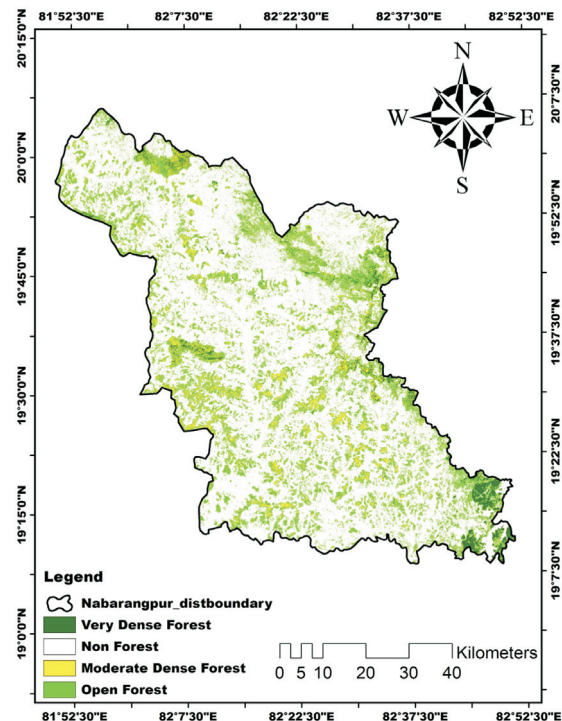 81°52'30"E 82°7'30"E 82°22'30"E 82°37'30"E 82°52'30"E
20°15'0"N
20°0'0"N
19°45'0"N
19°30'0"N
19°15'0"N
19°0'0"N
N
W E
S
20°7'30"N
19°52'30"N
19°37'30"N
19°22'30"N
19°7'30"N
Legend
Nabarangpur_distboundary
Very Dense Forest
Non Forest
Moderate Dense Forest
Open Forest
Kilometers
0 5 10 20 30 40
81°52'30"E 82°7'30"E 82°22'30"E 82°37'30"E 82°52'30"E